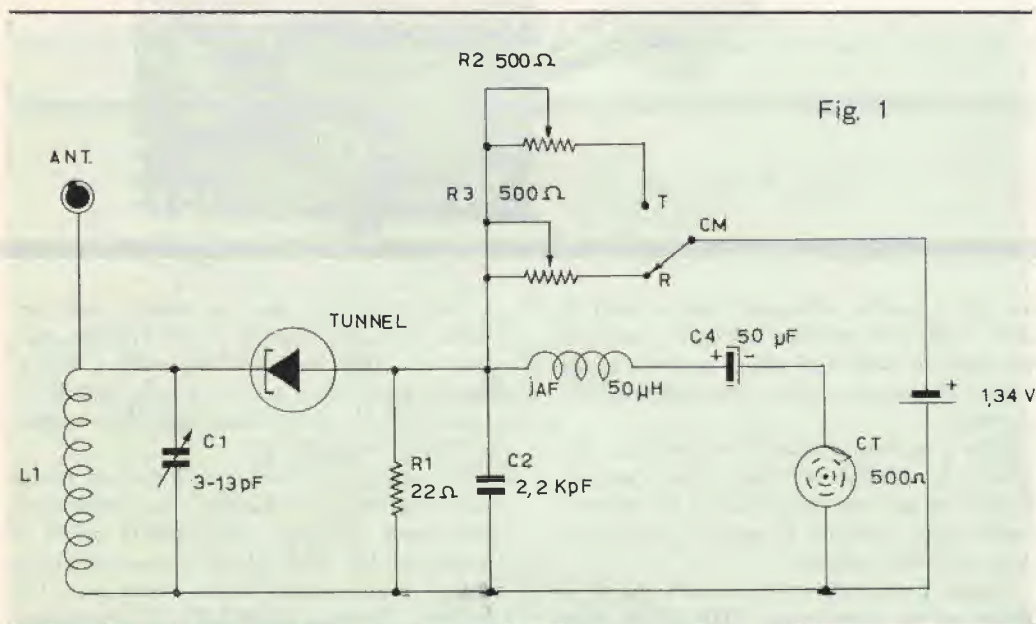 R2 500Ω
Fig. 1
ANT.
R3 500Ω
T
CM
R
TUNNEL
C4 50 µF
+ -
jAF 50µH
+ 1,34 V
C1
3-13pF
L1
R1
22Ω
C2
2,2 KpF
CT
500Ω